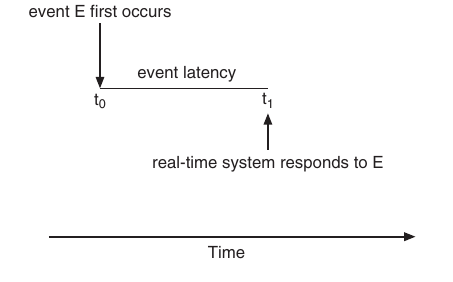 event E first occurs
event latency
t0
t1
real-time system responds to E
Time